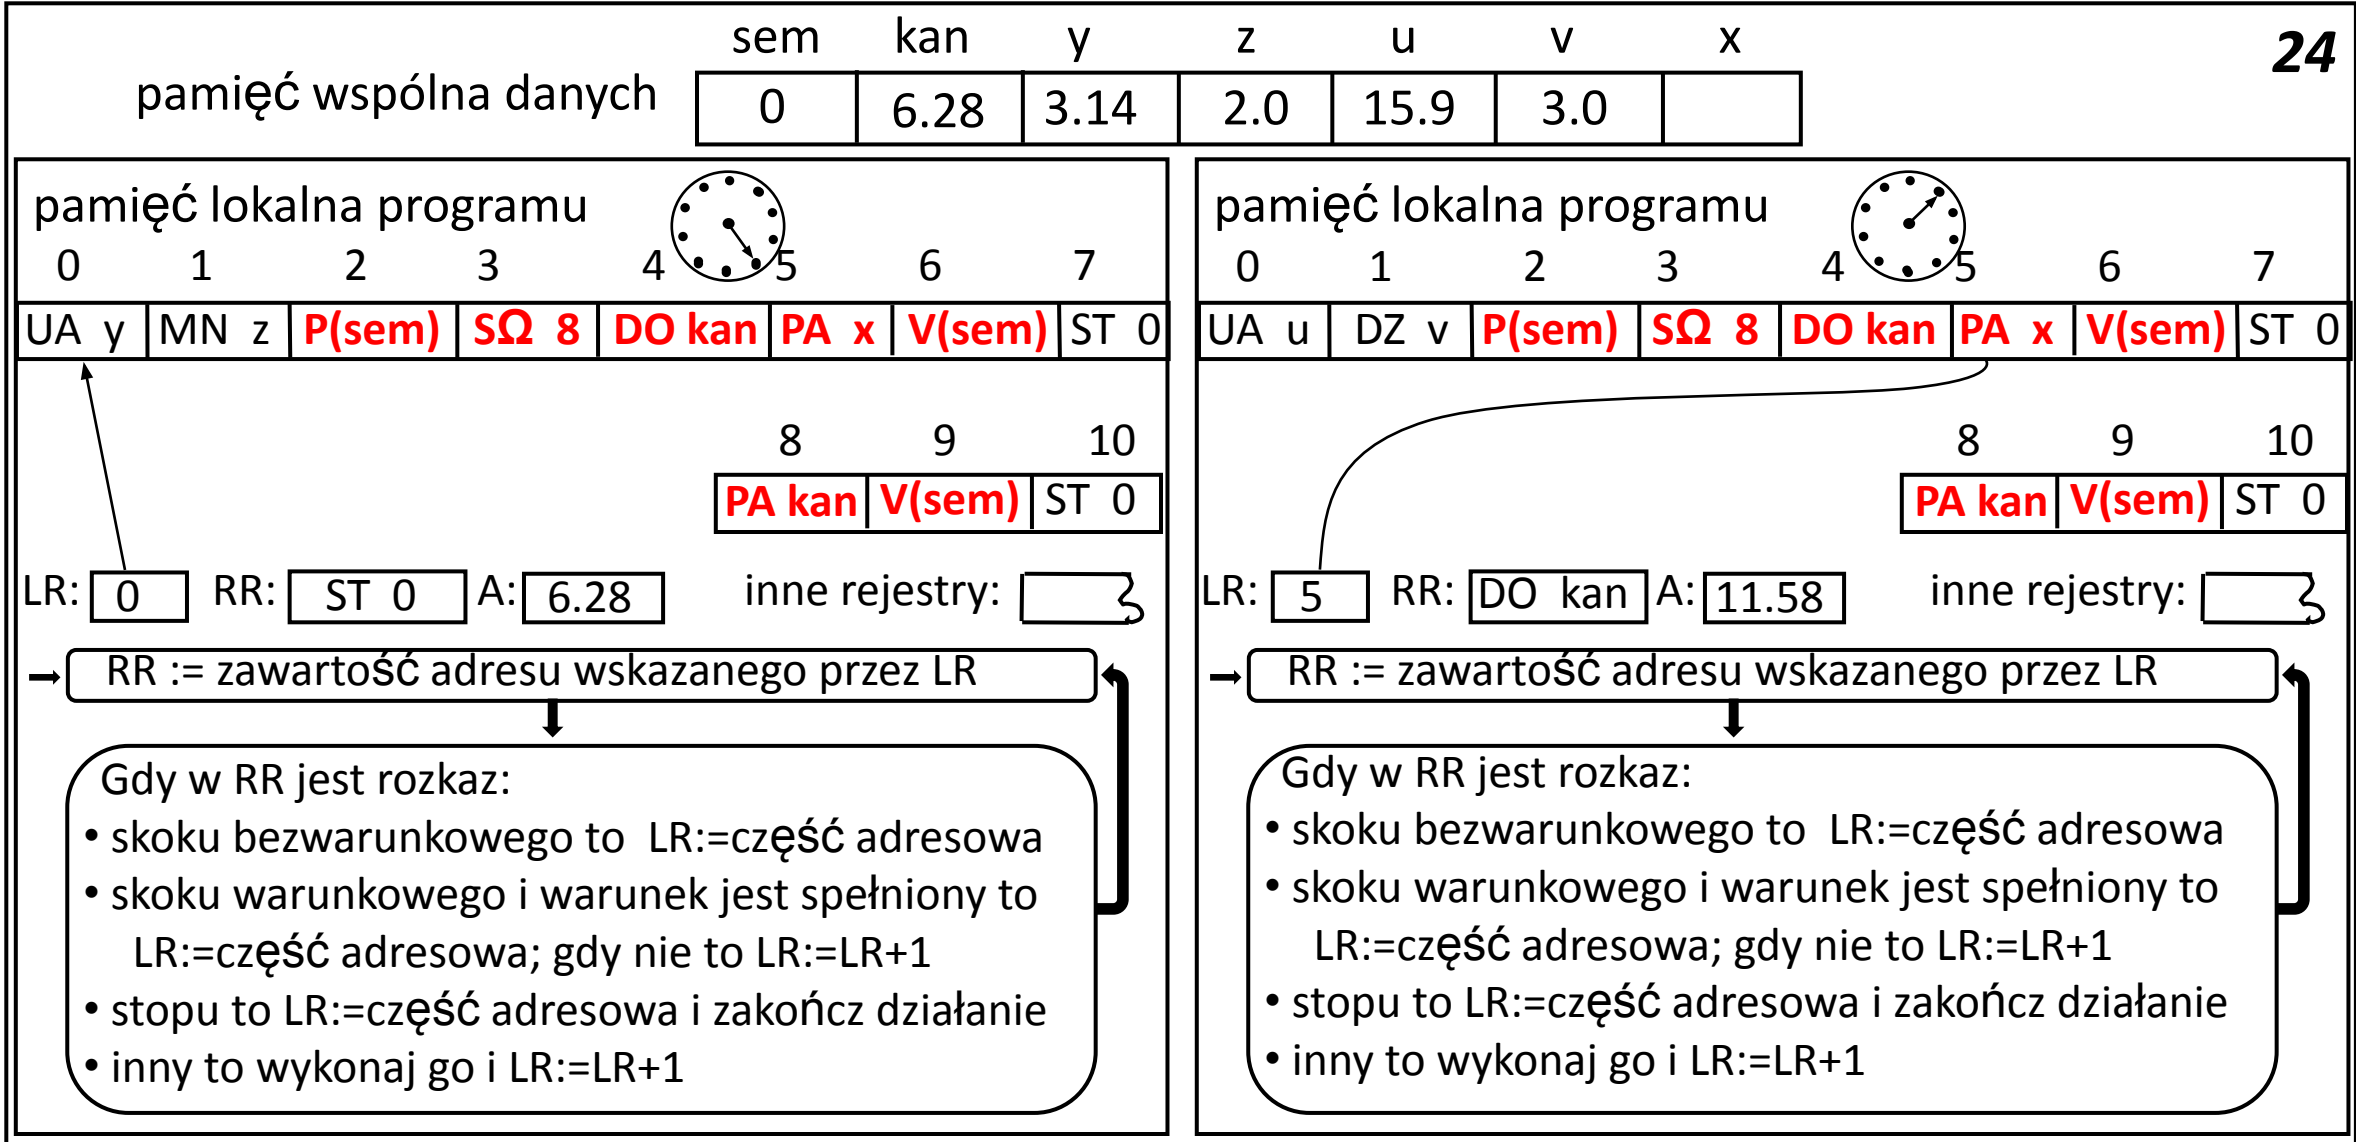 sem kan y z u v x
24
pamięć wspólna danych 0 6.28 3.14 2.0 15.9 3.0
pamięć lokalna programu
0 1 2 3 4 5 6 7
UA y MN z P(sem) SΩ 8 DO kan PA x V(sem) ST 0
8 9 10
PA kan V(sem) ST 0
LR: 0 RR: ST 0 A: 6.28 inne rejestry:
RR := zawartość adresu wskazanego przez LR
Gdy w RR jest rozkaz:
• skoku bezwarunkowego to LR:=część adresowa
• skoku warunkowego i warunek jest spełniony to
LR:=część adresowa; gdy nie to LR:=LR+1
• stopu to LR:=część adresowa i zakończ działanie
• inny to wykonaj go i LR:=LR+1
pamięć lokalna programu
0 1 2 3 4 5 6 7
UA u DZ v P(sem) SΩ 8 DO kan PA x V(sem) ST 0
8 9 10
PA kan V(sem) ST 0
LR: 5 RR: DO kan A: 11.58 inne rejestry:
RR := zawartość adresu wskazanego przez LR
Gdy w RR jest rozkaz:
• skoku bezwarunkowego to LR:=część adresowa
• skoku warunkowego i warunek jest spełniony to
LR:=część adresowa; gdy nie to LR:=LR+1
• stopu to LR:=część adresowa i zakończ działanie
• inny to wykonaj go i LR:=LR+1